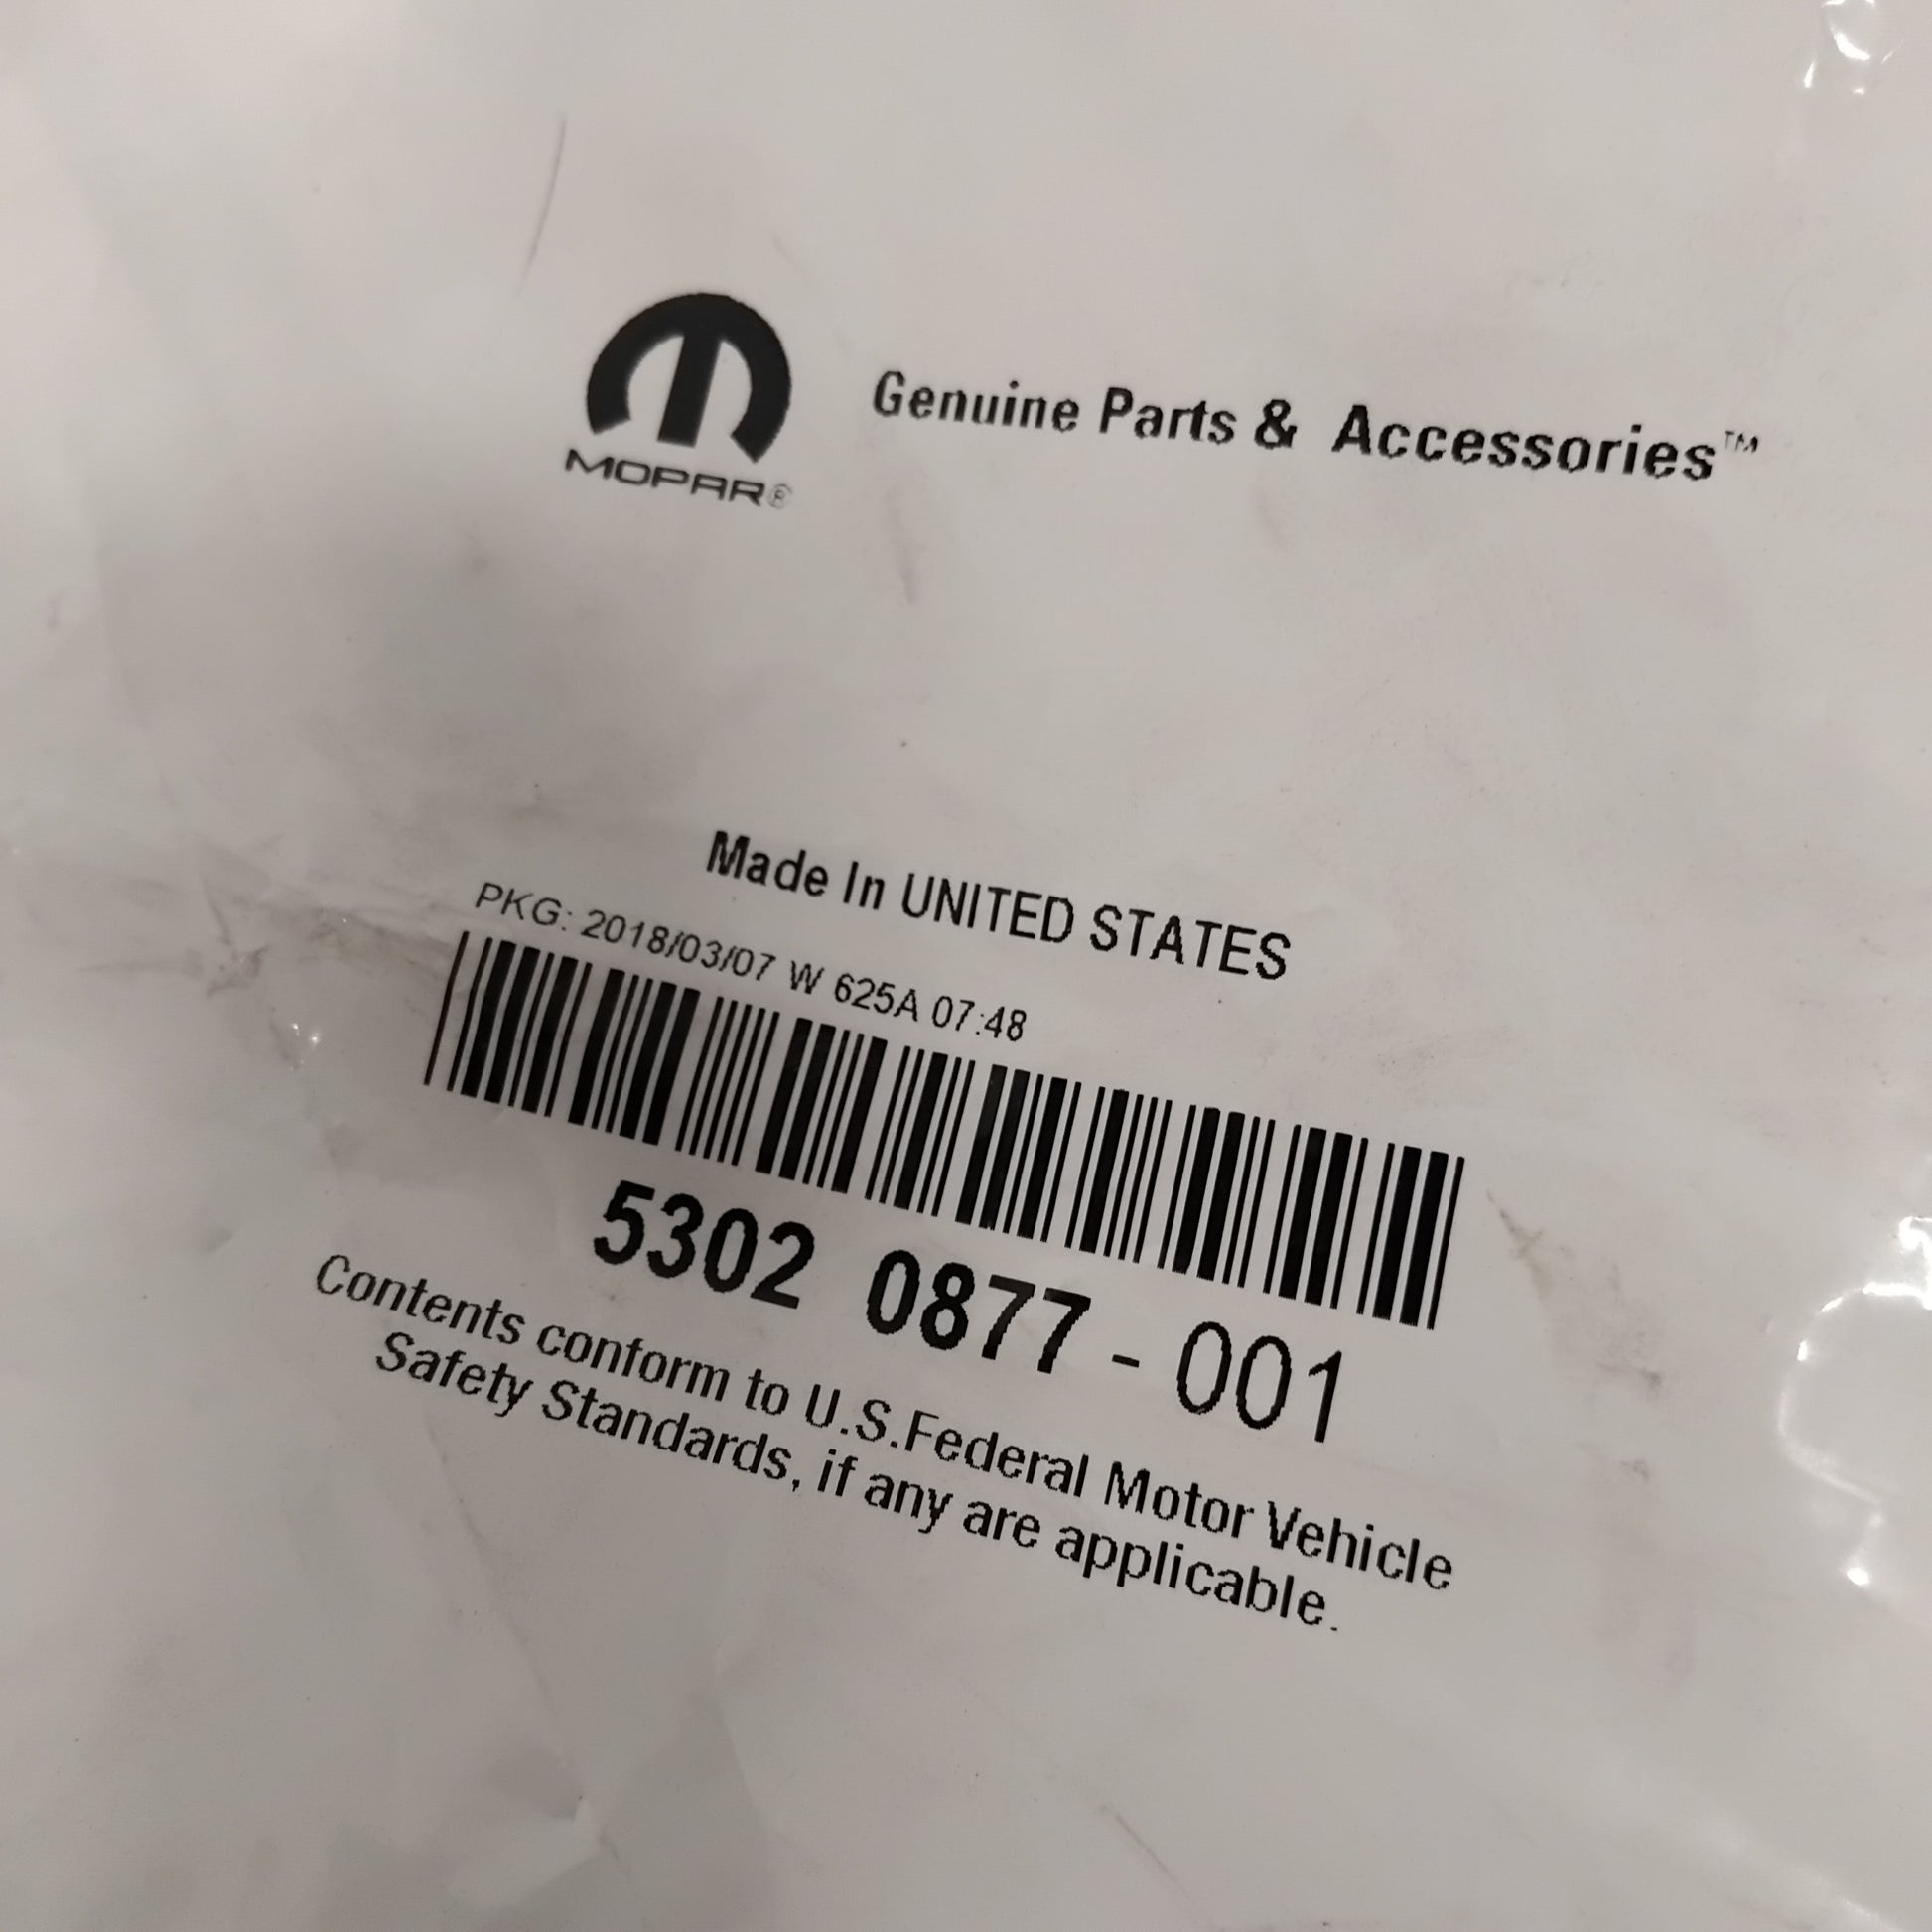 MOPAR®
Genuine Parts & Accessories™
Made In UNITED STATES
PKG: 2018/03/07 W 625A 07:48
5302 0877 - 001
Contents conform to U.S.Federal Motor Vehicle
Safety Standards, if any are applicable.